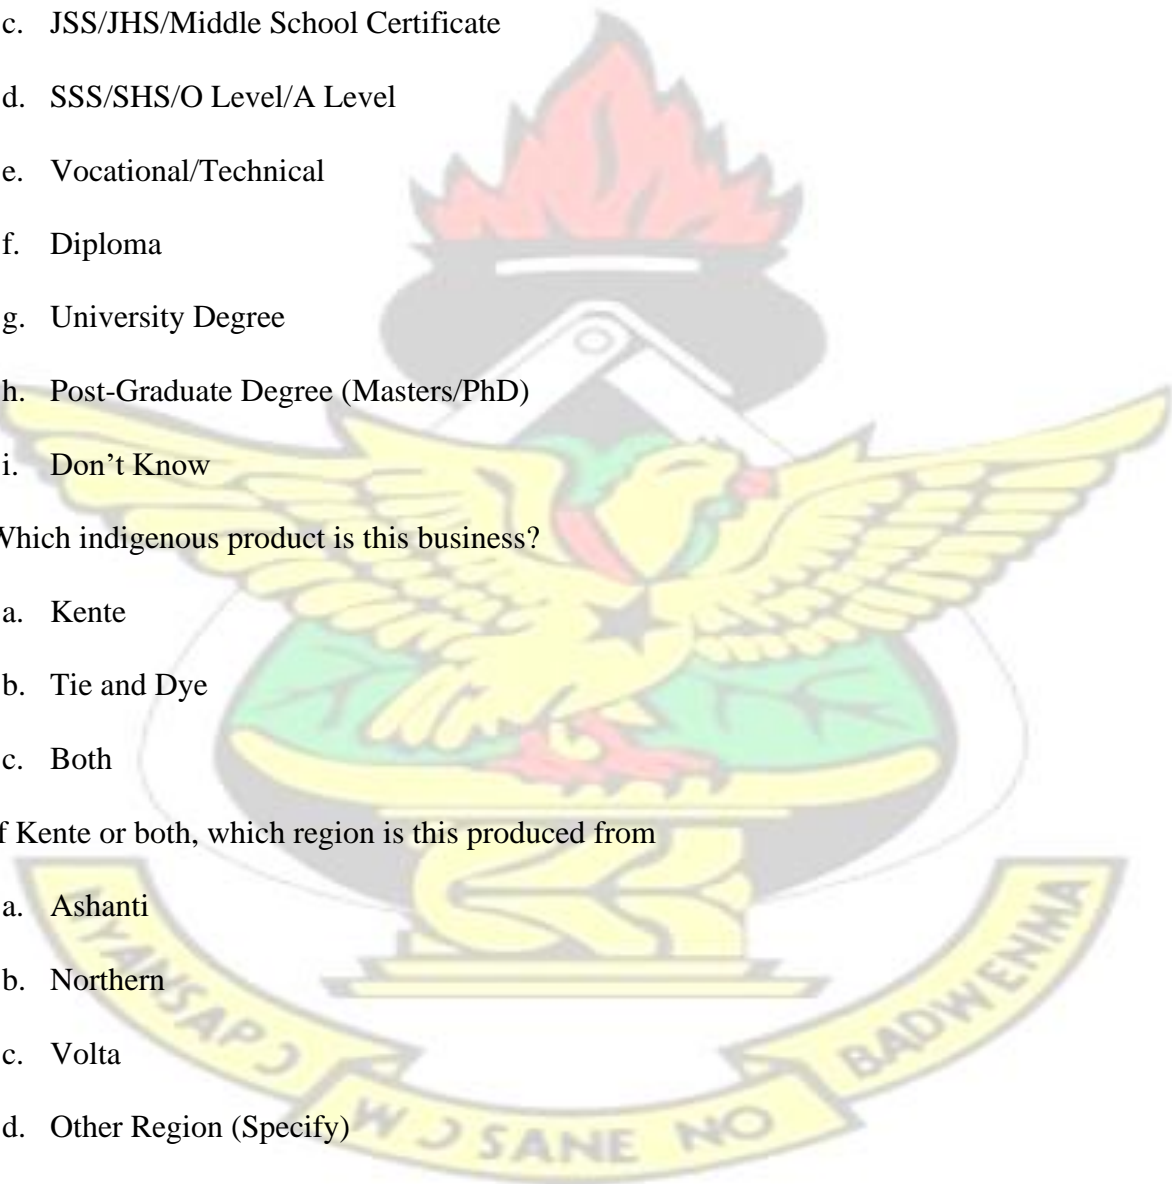 c. JSS/JHS/Middle School Certificate
d. SSS/SHS/O Level/A Level
e. Vocational/Technical
f. Diploma
g. University Degree
h. Post-Graduate Degree (Masters/PhD)
i. Don’t Know
Which indigenous product is this business?
a. Kente
b. Tie and Dye
c. Both
f Kente or both, which region is this produced from
a. Ashanti
b. Northern
c. Volta
d. Other Region (Specify)
NYANSAPƆ WƆSANE NO BADWENMA